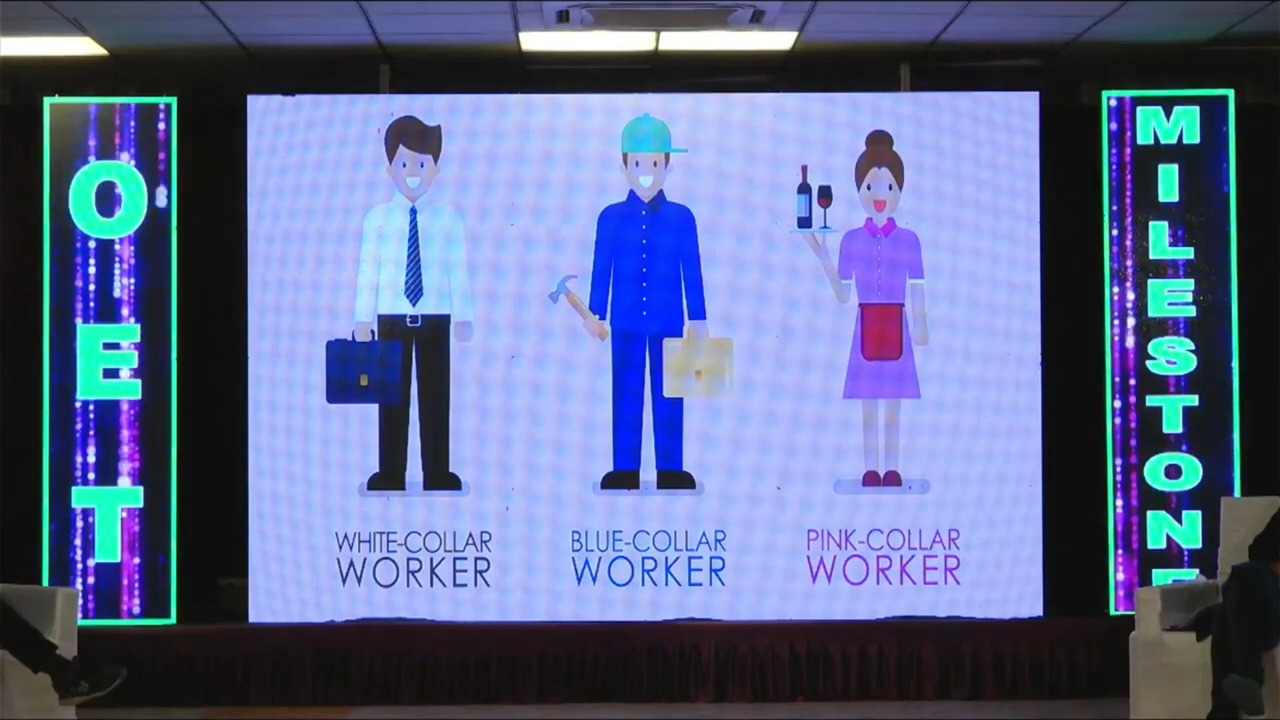 OET
WHITE-COLLAR
WORKER
BLUE-COLLAR
WORKER
PINK-COLLAR
WORKER
MILESTONE